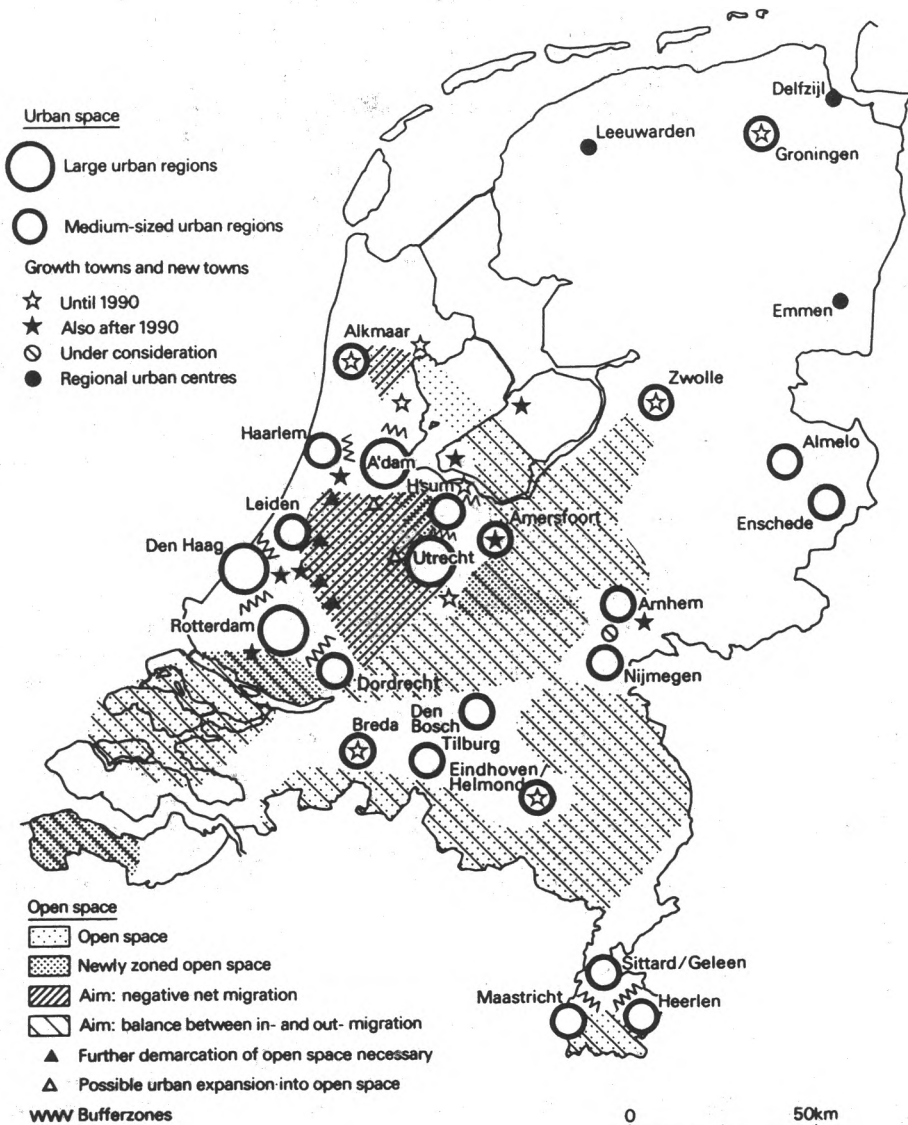 Urban space
Large urban regions
Medium-sized urban regions
Growth towns and new towns
Until 1990
Also after 1990
Under consideration
Regional urban centres
Delfzijl
Leeuwarden
Groningen
Emmen
Alkmaar
Zwolle
Haarlem
A'dam
Almelo
H'sum
Leiden
Amersfoort
Enschede
Den Haag
Utrecht
Arnhem
Rotterdam
Nijmegen
Dordrecht
Den
Bosch
Breda
Tilburg
Eindhoven/
Helmond
Open space
Open space
Newly zoned open space
Aim: negative net migration
Aim: balance between in- and out- migration
Further demarcation of open space necessary
Possible urban expansion into open space
Bufferzones
Sittard/Geleen
Maastricht
Heerlen
0 50km